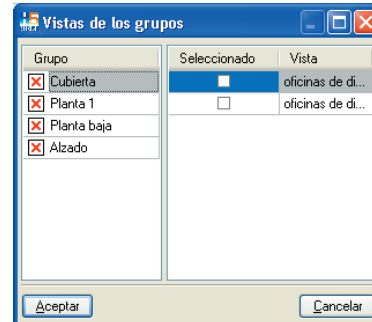 Vistas de los grupos
Grupo Seleccionado Vista
Cubierta oficinas de di...
Planta 1 oficinas de di...
Planta baja
Alzado
Aceptar Cancelar